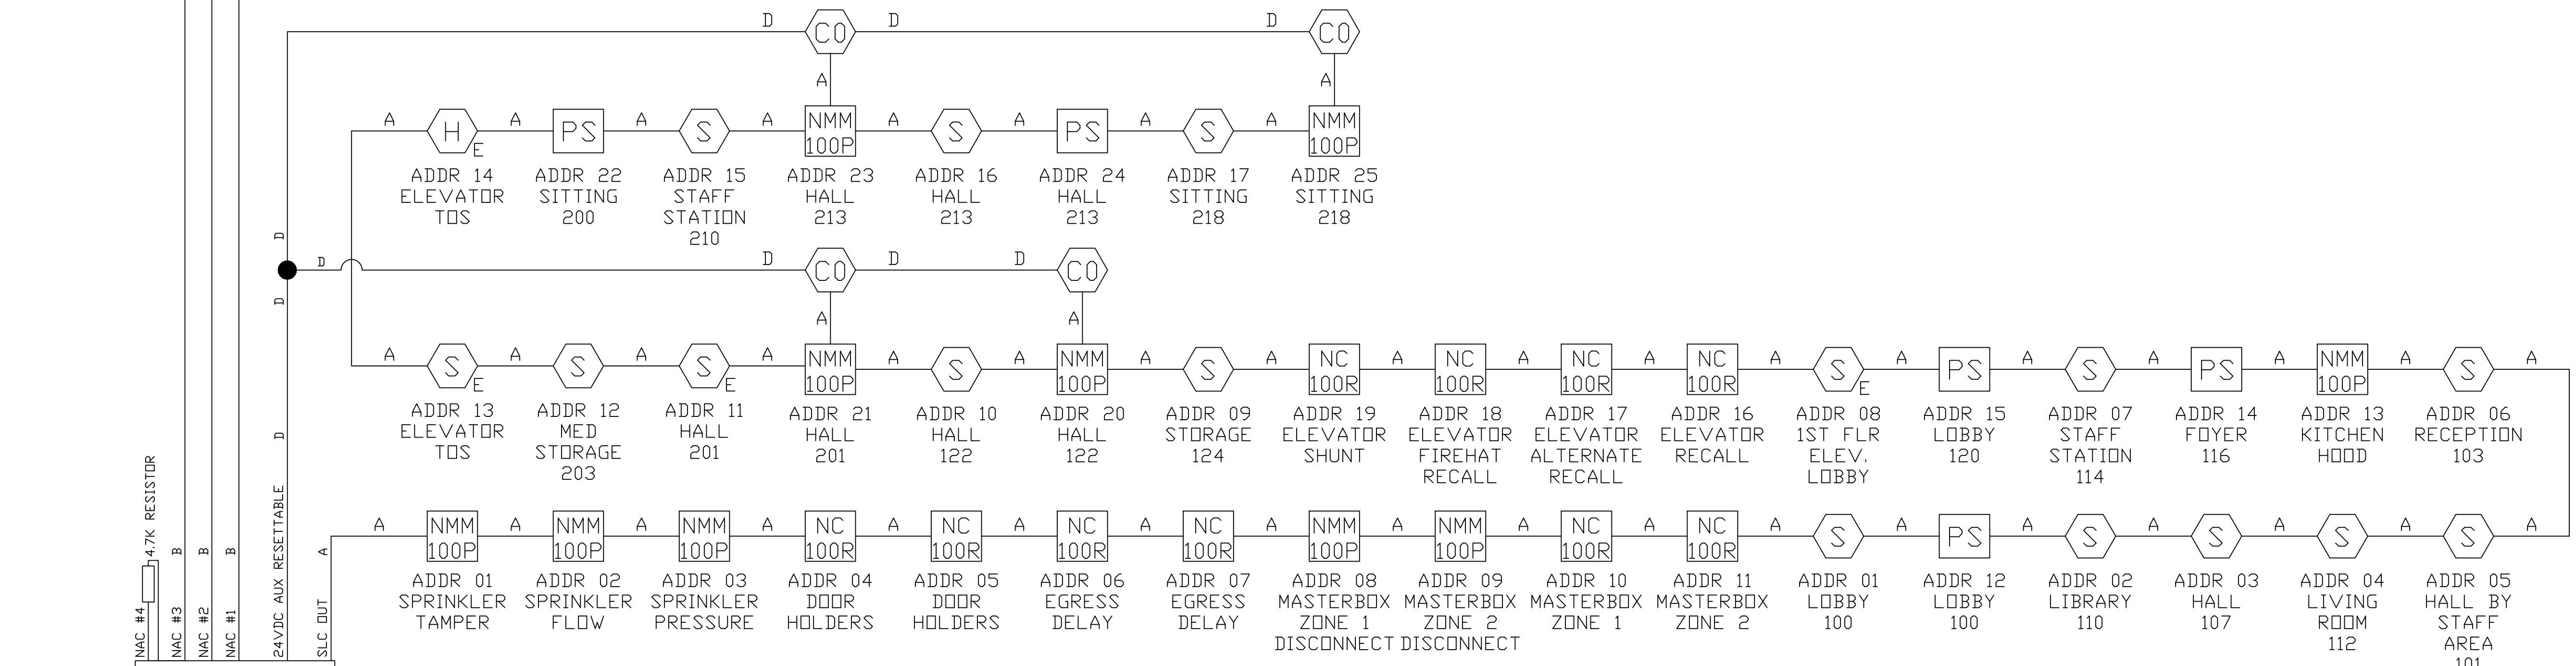 D D D
CO CO
A A
A A A A A A A A
H E PS S NMM S PS S NMM
100P 100P
ADDR 14 ADDR 22 ADDR 15 ADDR 23 ADDR 16 ADDR 24 ADDR 17 ADDR 25
ELEVATOR SITTING STAFF HALL HALL HALL SITTING SITTING
TOS 200 STATION 213 213 213 218 218
210
D
D D D D
CO CO
D
A A
A A A A A A A A A A A A A A A A A A
S E S S E NMM S NMM S NC NC NC NC S E PS S PS NMM S
100P 100P 100R 100R 100R 100R 100P
ADDR 13 ADDR 12 ADDR 11 ADDR 21 ADDR 10 ADDR 20 ADDR 09 ADDR 19 ADDR 18 ADDR 17 ADDR 16 ADDR 08 ADDR 15 ADDR 07 ADDR 14 ADDR 13 ADDR 06
ELEVATOR MED HALL HALL HALL HALL STORAGE ELEVATOR ELEVATOR ELEVATOR ELEVATOR 1ST FLR LOBBY STAFF FOYER KITCHEN RECEPTION
TOS STORAGE 201 201 122 122 124 SHUNT FIREHAT ALTERNATE RECALL ELEV. 120 STATION 116 HOOD 103
203 RECALL RECALL LOBBY 114
D
A A A A A A A A A A A A A A A A A A
NMM NMM NMM NC NC NC NC NMM NMM NC NC S PS S S S S
100P 100P 100P 100R 100R 100R 100R 100P 100P 100R 100R
ADDR 01 ADDR 02 ADDR 03 ADDR 04 ADDR 05 ADDR 06 ADDR 07 ADDR 08 ADDR 09 ADDR 10 ADDR 11 ADDR 01 ADDR 12 ADDR 02 ADDR 03 ADDR 04 ADDR 05
SPRINKLER SPRINKLER SPRINKLER DOOR DOOR EGRESS EGRESS MASTERBOX MASTERBOX MASTERBOX MASTERBOX LOBBY LOBBY LIBRARY HALL LIVING HALL BY
TAMPER FLOW PRESSURE HOLDERS HOLDERS DELAY DELAY ZONE 1 ZONE 2 ZONE 1 ZONE 2 100 100 110 107 ROOM STAFF
DISCONNECT DISCONNECT 112 AREA
101
4.7K RESISTOR
NAC #4
NAC #3 B
NAC #2 B
NAC #1 B
24VDC AUX RESETTABLE
SLC OUT A